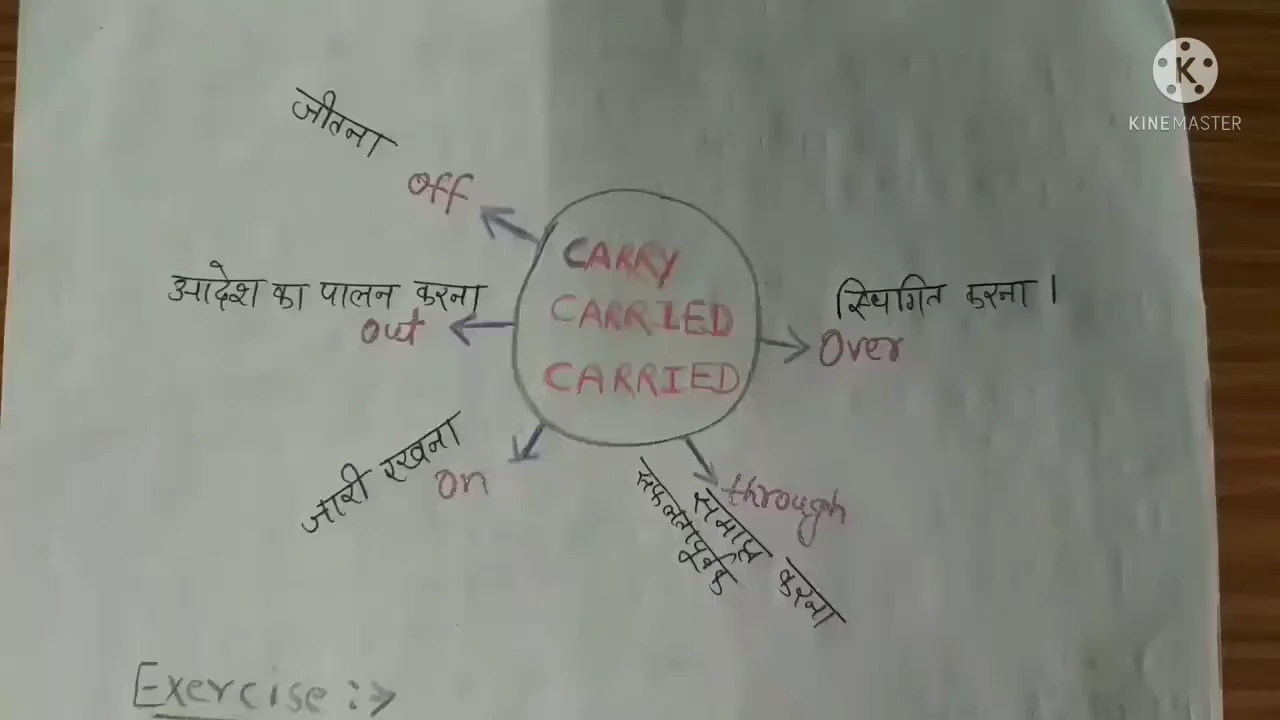 KINEMASTER
जीतना
off
CARRY
CARRIED
CARRIED
आदेश का पालन करना
out
स्थिगित करना।
Over
जारी रखना
on
through
सफलतापूर्वक
समाप्त करना
Exercise :->